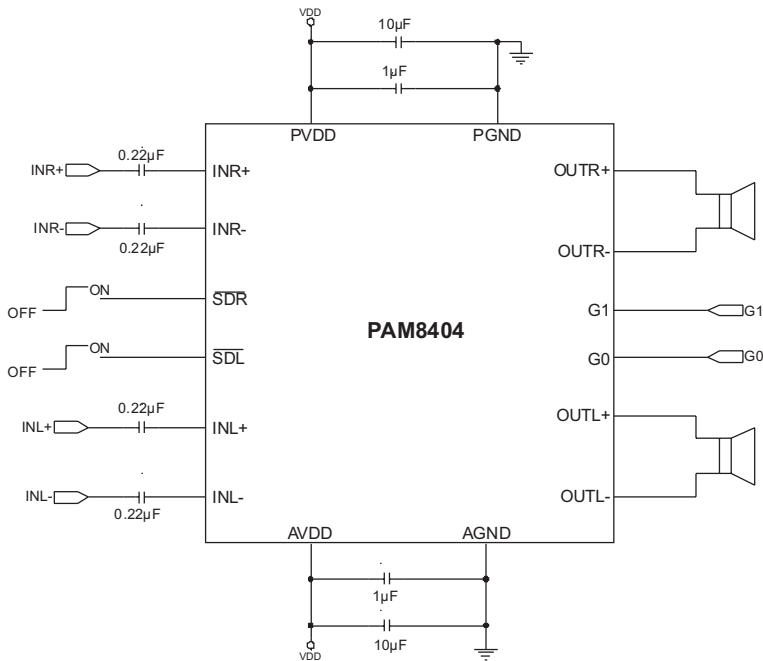 VDD
10µF
1µF
PVDD
PGND
0.22µF
INR+
INR+
OUTR+
INR-
INR-
0.22µF
OUTR-
ON
OFF
SDR
G1
G1
PAM8404
ON
OFF
SDL
G0
G0
0.22µF
INL+
INL+
OUTL+
INL-
INL-
0.22µF
OUTL-
AVDD
AGND
1µF
10µF
VDD